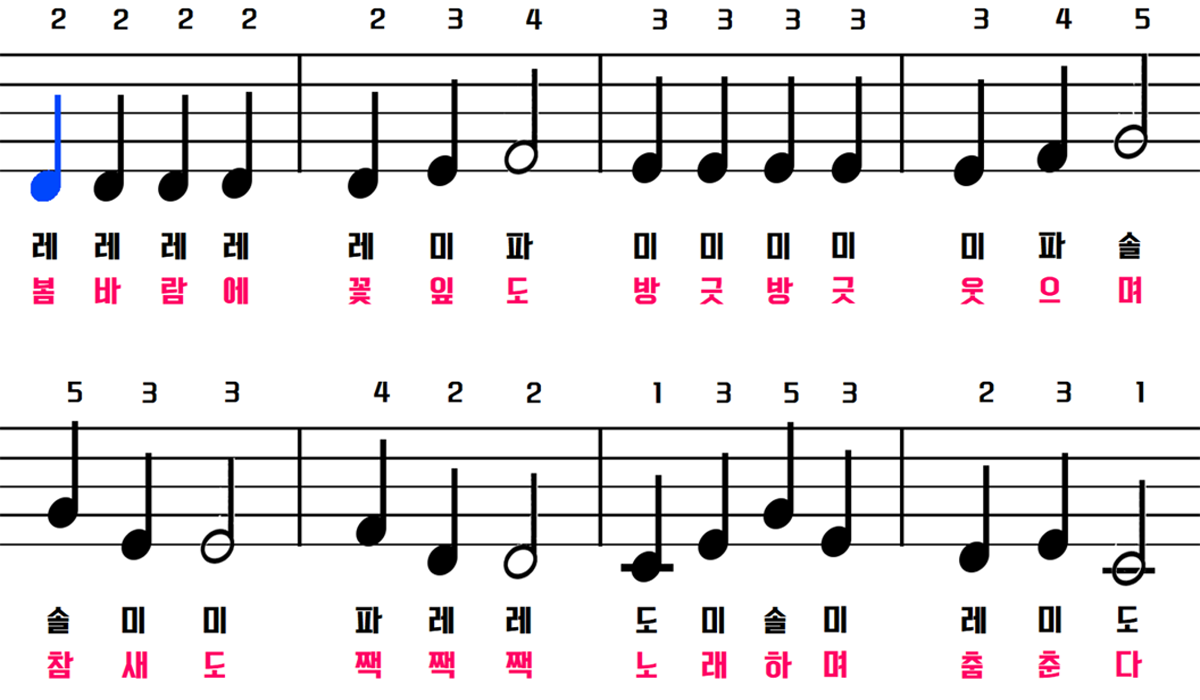 2 2 2 2 2 3 4 3 3 3 3 3 4 5
레 레 레 레 레 미 파 미 미 미 미 미 파 솔
봄 바 람 에 꽃 잎 도 방 긋 방 긋 웃 으 며
5 3 3 4 2 2 1 3 5 3 2 3 1
솔 미 미 파 레 레 도 미 솔 미 레 미 도
참 새 도 짹 짹 짹 노 래 하 며 춤 춘 다